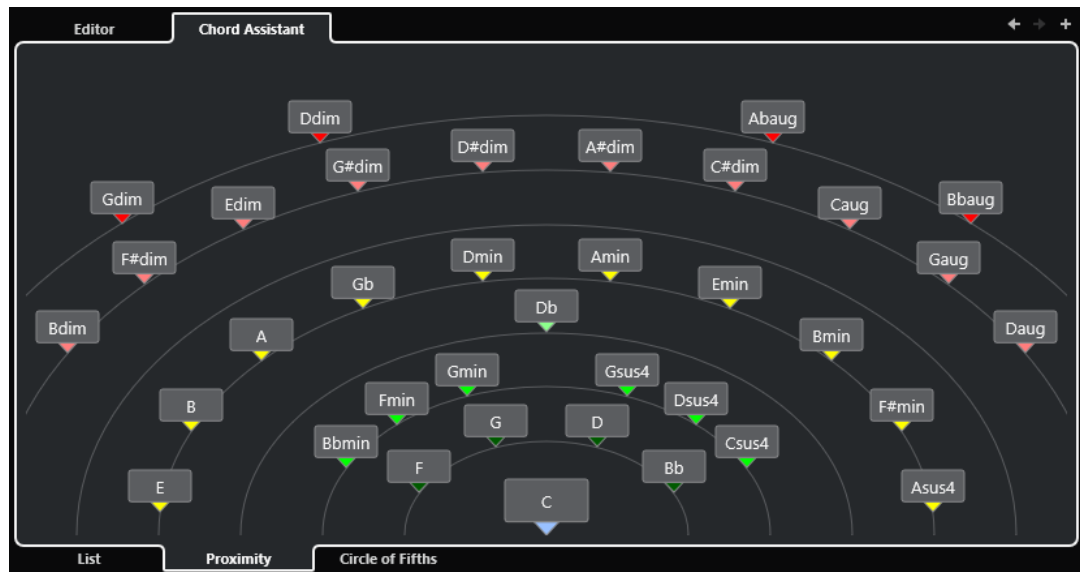 Editor
Chord Assistant
Ddim
Abaug
G#dim
D#dim
A#dim
C#dim
Gdim
Edim
Caug
Bbaug
F#dim
Gb
Dmin
Amin
Emin
Gaug
Bdim
A
Db
Bmin
Daug
Gmin
Gsus4
B
Fmin
Dsus4
F#min
Bbmin
G
D
Csus4
E
F
Bb
Asus4
C
List
Proximity
Circle of Fifths